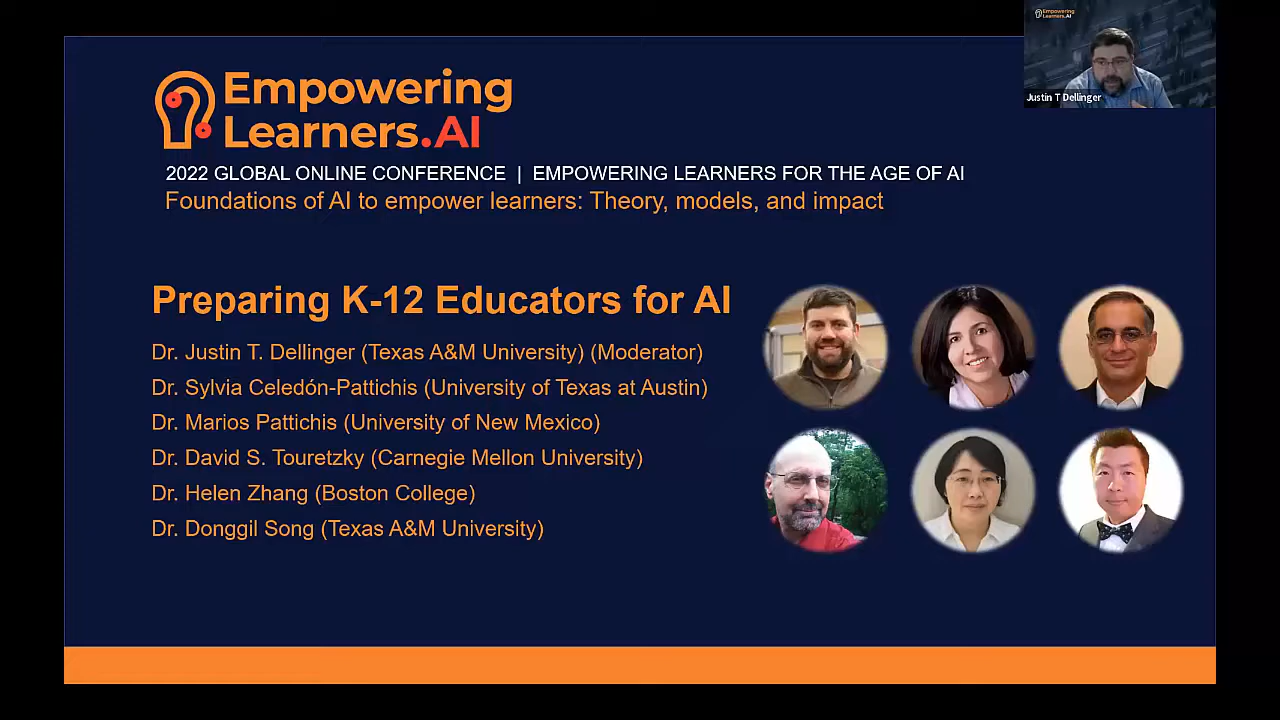 Empowering
Learners.AI
Justin T Dellinger
Empowering
Learners.AI
2022 GLOBAL ONLINE CONFERENCE | EMPOWERING LEARNERS FOR THE AGE OF AI
Foundations of AI to empower learners: Theory, models, and impact
Preparing K-12 Educators for AI
Dr. Justin T. Dellinger (Texas A&M University) (Moderator)
Dr. Sylvia Celedón-Pattichis (University of Texas at Austin)
Dr. Marios Pattichis (University of New Mexico)
Dr. David S. Touretzky (Carnegie Mellon University)
Dr. Helen Zhang (Boston College)
Dr. Donggil Song (Texas A&M University)